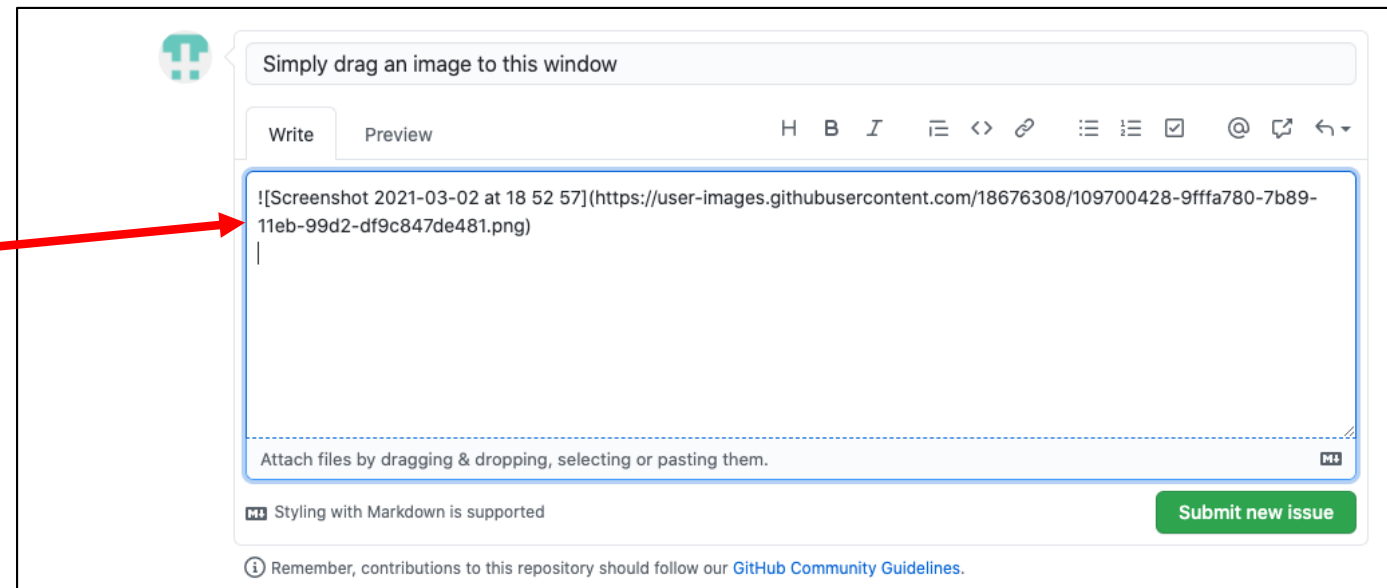 Simply drag an image to this window
Write Preview H B I <> @
![Screenshot 2021-03-02 at 18 52 57](https://user-images.githubusercontent.com/18676308/109700428-9fffa780-7b89-
11eb-99d2-df9c847de481.png)
Attach files by dragging & dropping, selecting or pasting them.
Styling with Markdown is supported
Submit new issue
Remember, contributions to this repository should follow our GitHub Community Guidelines.